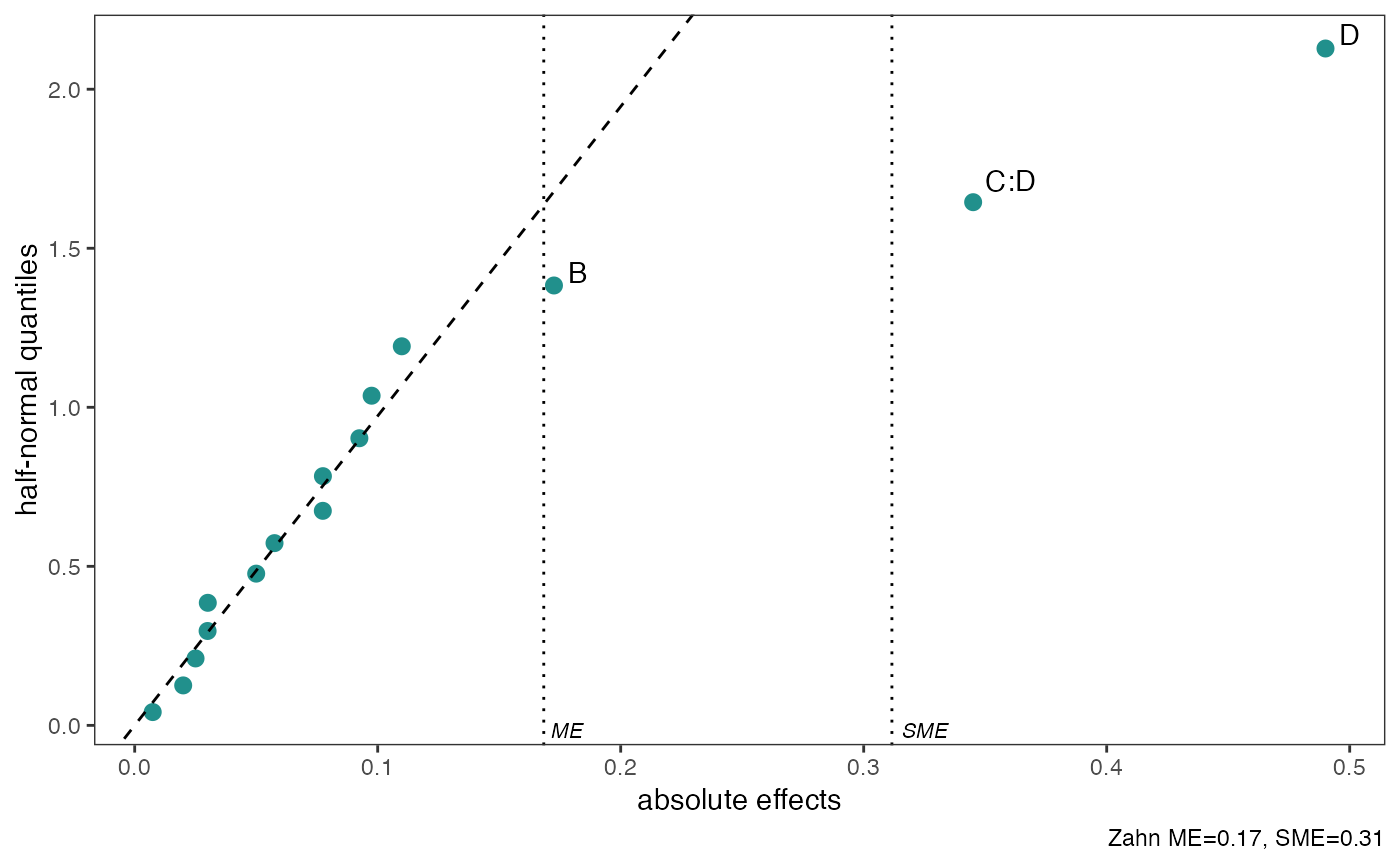 D
2.0
C:D
1.5
B
half-normal quantiles
1.0
0.5
0.0
ME
SME
0.0 0.1 0.2 0.3 0.4 0.5
absolute effects
Zahn ME=0.17, SME=0.31